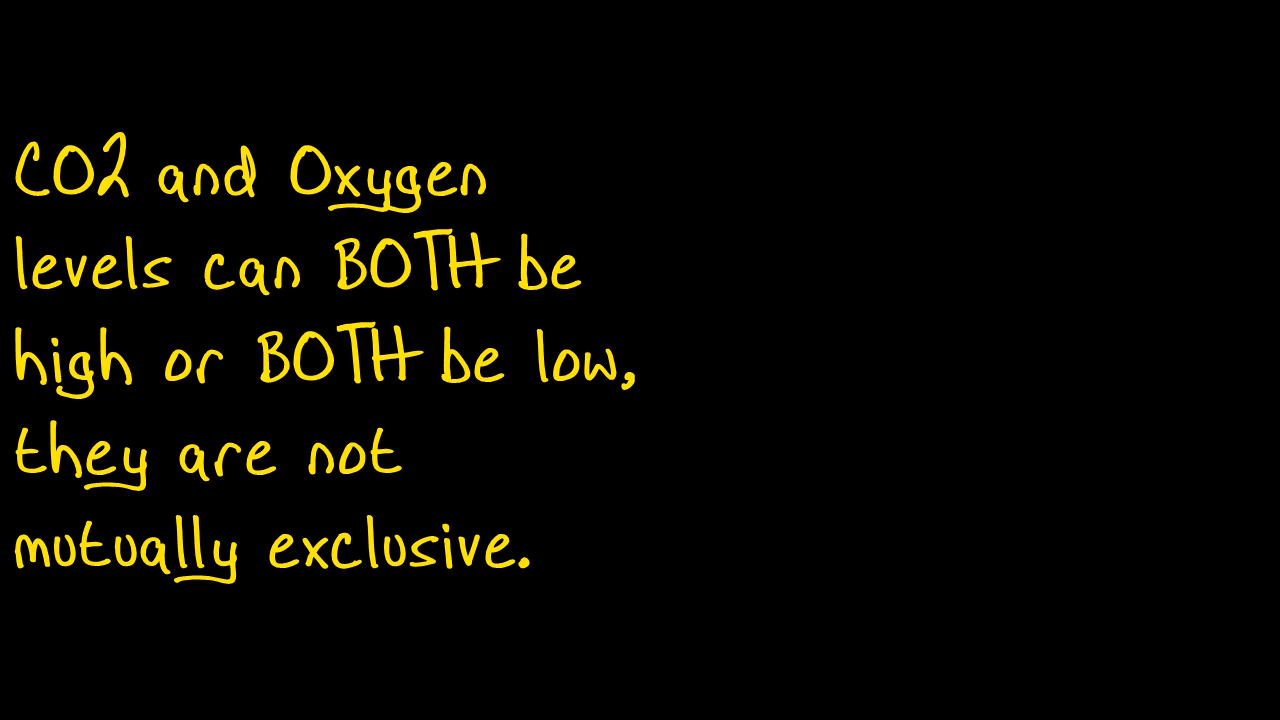 CO2 and Oxygen
levels can BOTH be
high or BOTH be low,
they are not
mutually exclusive.